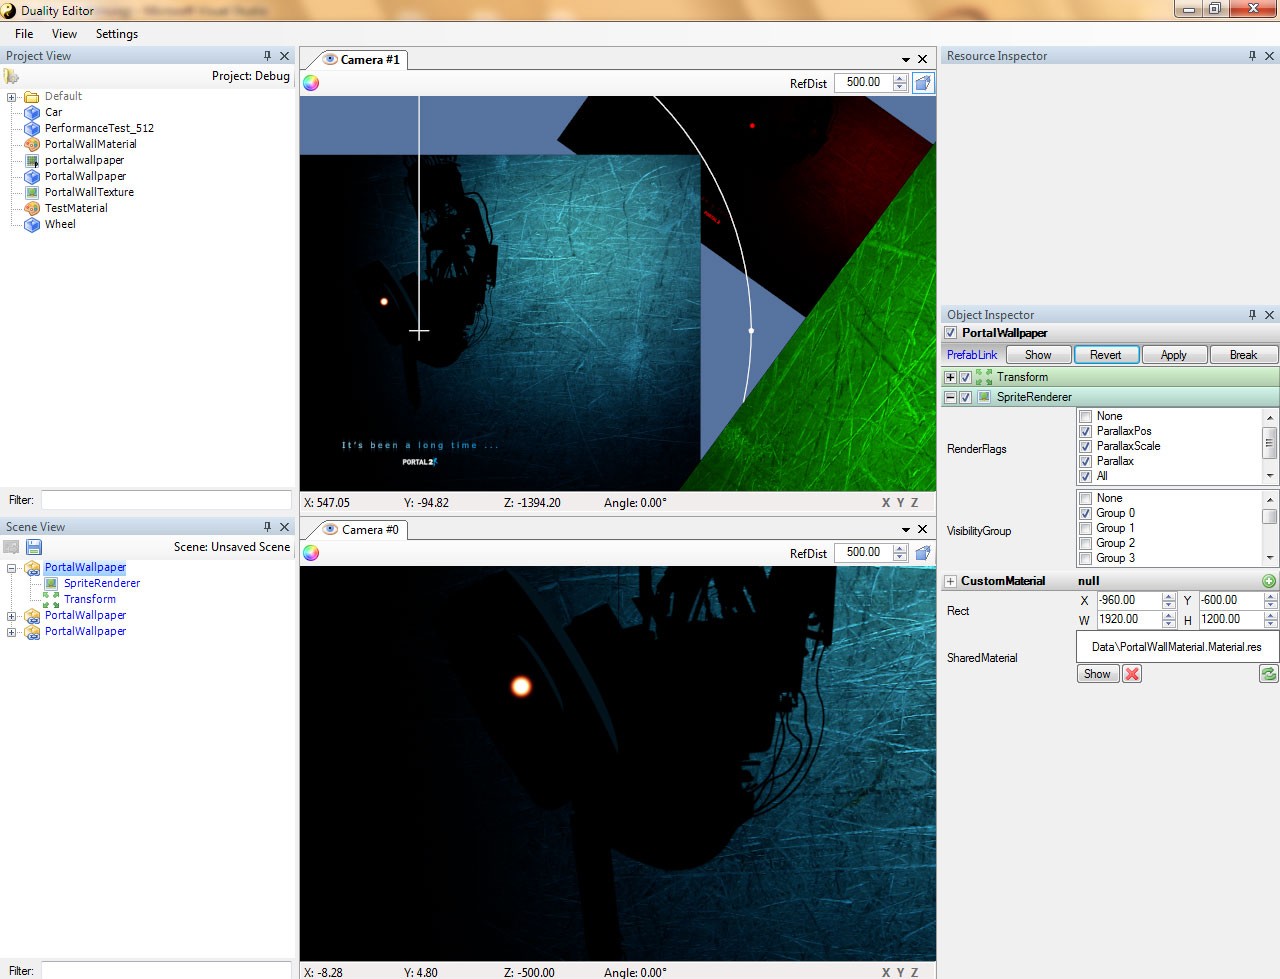 Duality Editor
File View Settings
Project View
Project: Debug
Default
Car
PerformanceTest_512
PortalWallMaterial
portalwallpaper
PortalWallpaper
PortalWallTexture
TestMaterial
Wheel
Filter:
Scene View
Scene: Unsaved Scene
PortalWallpaper
SpriteRenderer
Transform
PortalWallpaper
PortalWallpaper
Filter:
Camera #1
RefDist 500.00
It's been a long time ...
PORTAL 2
X: 547.05 Y: -94.82 Z: -1394.20 Angle: 0.00° X Y Z
Camera #0
RefDist 500.00
X: -8.28 Y: 4.80 Z: -500.00 Angle: 0.00° X Y Z
Resource Inspector
Object Inspector
PortalWallpaper
PrefabLink Show Revert Apply Break
Transform
SpriteRenderer
RenderFlags
None
ParallaxPos
ParallaxScale
Parallax
All
VisibilityGroup
None
Group 0
Group 1
Group 2
Group 3
CustomMaterial null
Rect
X -960.00 Y -600.00
W 1920.00 H 1200.00
SharedMaterial
Data\PortalWallMaterial.Material.res
Show